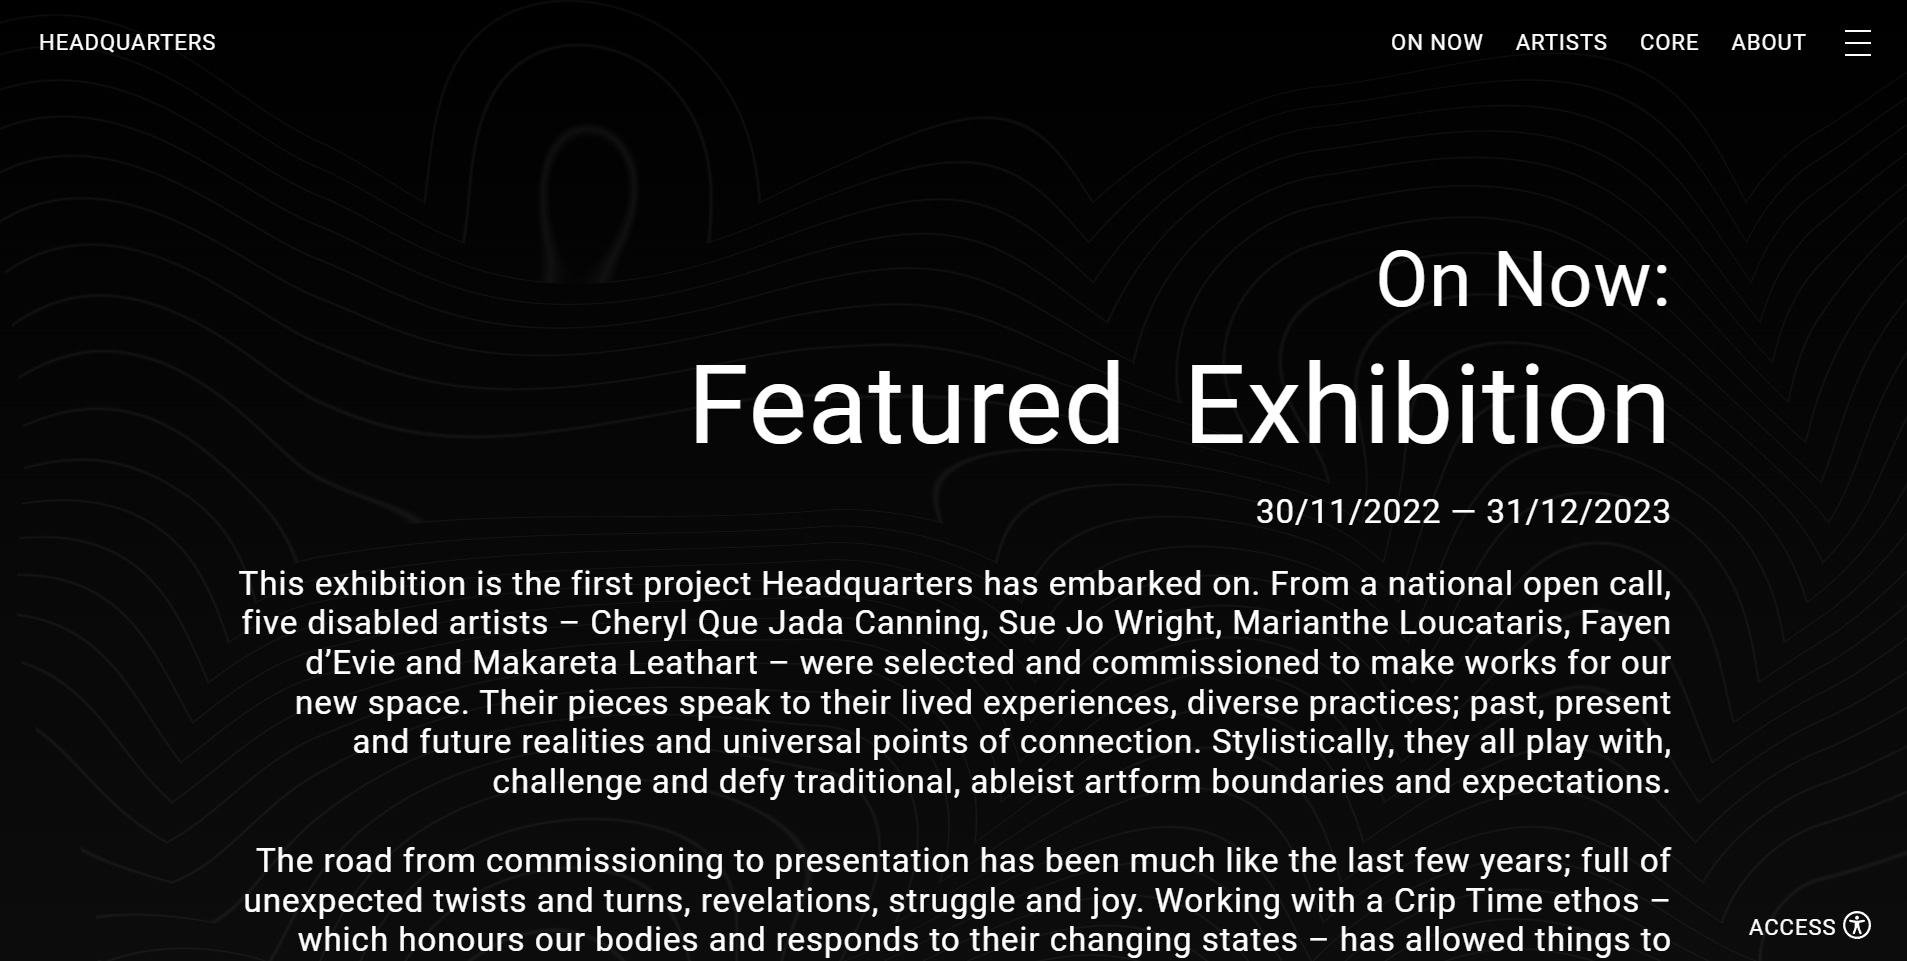 HEADQUARTERS
ON NOW ARTISTS CORE ABOUT
On Now:
Featured Exhibition
30/11/2022 — 31/12/2023
This exhibition is the first project Headquarters has embarked on. From a national open call,
five disabled artists – Cheryl Que Jada Canning, Sue Jo Wright, Marianthe Loucataris, Fayen
d’Evie and Makareta Leathart – were selected and commissioned to make works for our
new space. Their pieces speak to their lived experiences, diverse practices; past, present
and future realities and universal points of connection. Stylistically, they all play with,
challenge and defy traditional, ableist artform boundaries and expectations.
The road from commissioning to presentation has been much like the last few years; full of
unexpected twists and turns, revelations, struggle and joy. Working with a Crip Time ethos –
which honours our bodies and responds to their changing states – has allowed things to
ACCESS